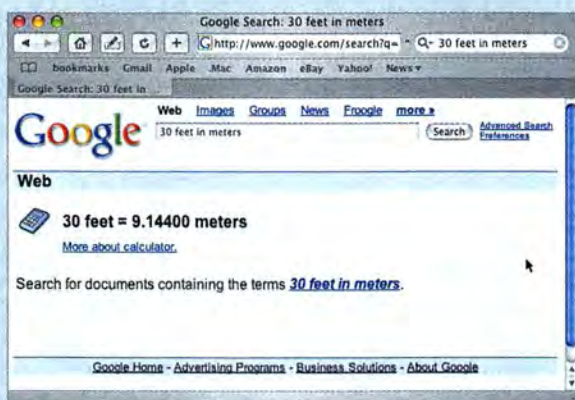 Google Search: 30 feet in meters
http://www.google.com/search?q= Q- 30 feet in meters
bookmarks Gmail Apple .Mac Amazon eBay Yahoo! News
Google Search: 30 feet in ...
Web Images Groups News Froogle more »
Google 30 feet in meters Search Advanced Search
Preferences
Web
30 feet = 9.14400 meters
More about calculator.
Search for documents containing the terms 30 feet in meters.
Google Home - Advertising Programs - Business Solutions - About Google